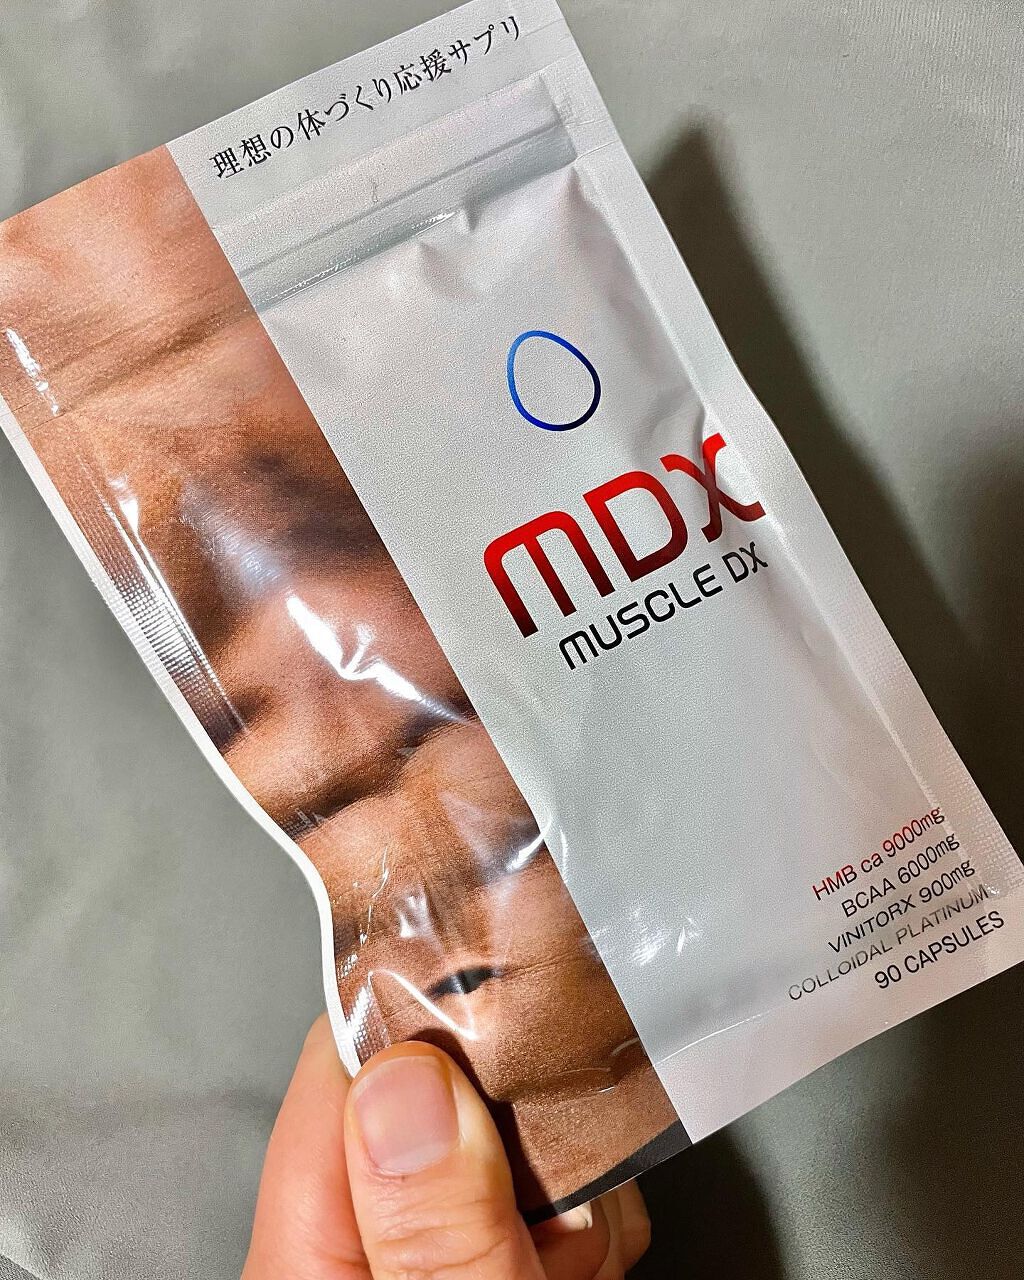 理想の体づくり応援サプリ
MDX
MUSCLE DX
HMB ca 9000mg
BCAA 6000mg
VINITORX 900mg
COLLOIDAL PLATINUM
90 CAPSULES